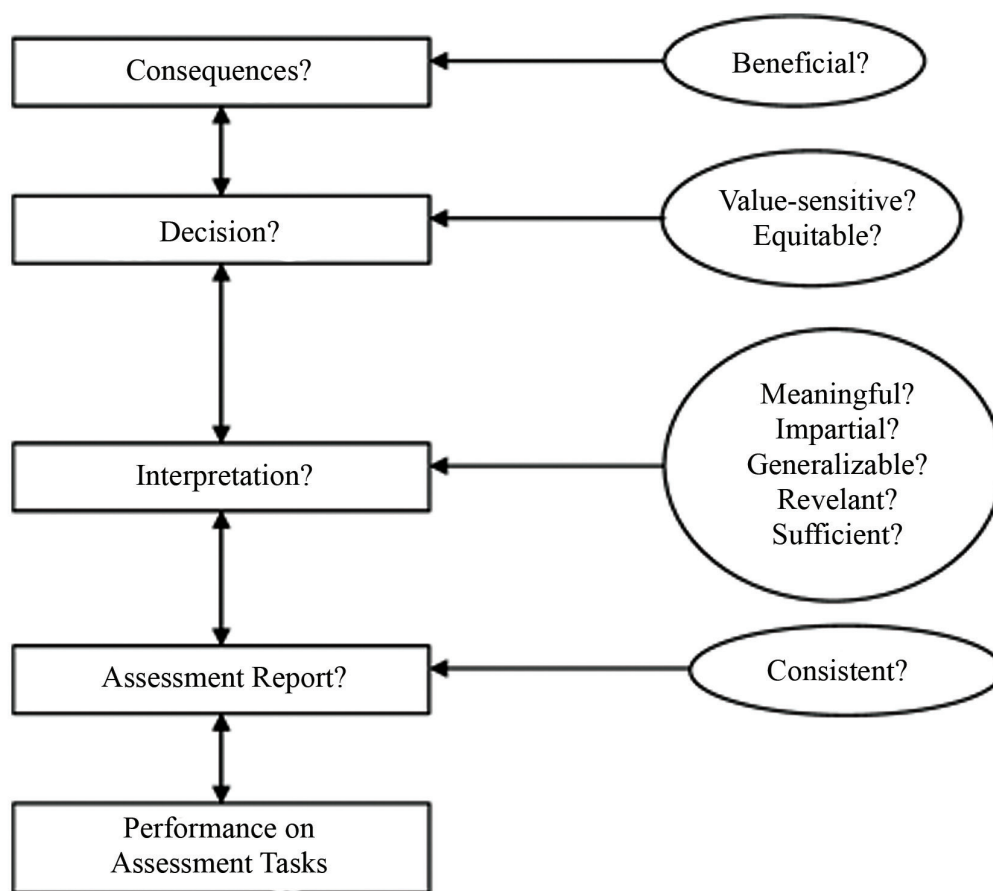 Consequences?
Beneficial?
Decision?
Value-sensitive?
Equitable?
Interpretation?
Meaningful?
Impartial?
Generalizable?
Revelant?
Sufficient?
Assessment Report?
Consistent?
Performance on
Assessment Tasks